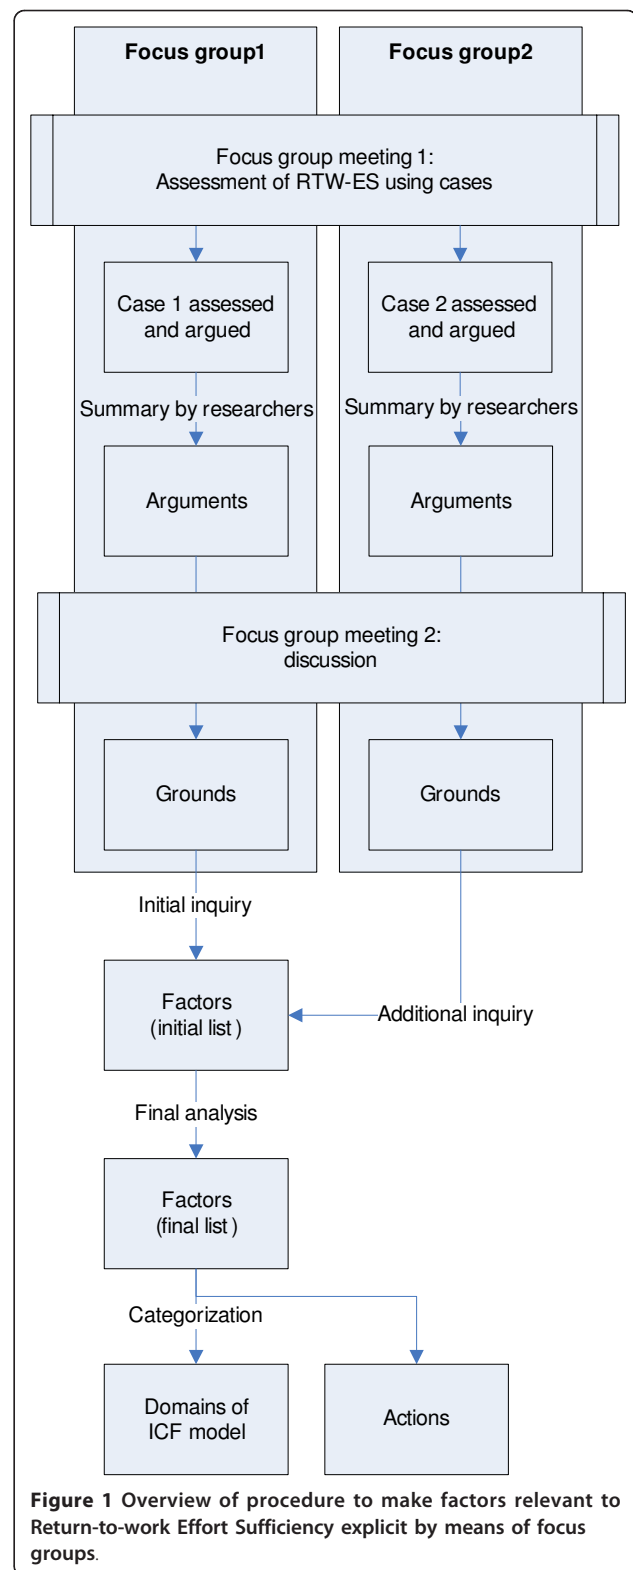 Focus group1
Focus group2
Focus group meeting 1:
Assessment of RTW-ES using cases
Case 1 assessed
and argued
Case 2 assessed
and argued
Summary by researchers
Summary by researchers
Arguments
Arguments
Focus group meeting 2:
discussion
Grounds
Grounds
Initial inquiry
Factors
(initial list)
Additional inquiry
Final analysis
Factors
(final list)
Categorization
Domains of
ICF model
Actions
Figure 1 Overview of procedure to make factors relevant to
Return-to-work Effort Sufficiency explicit by means of focus
groups.